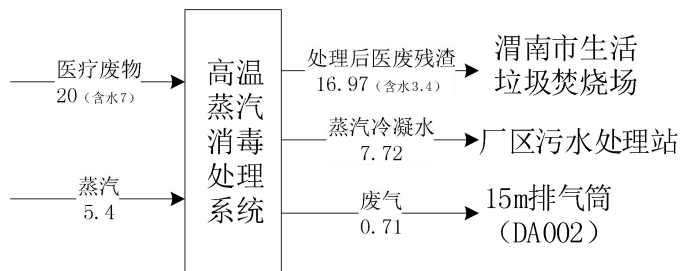 医疗废物
20（含水7）
蒸汽
5.4
高温
蒸汽
消毒
处理
系统
处理后医废残渣
16.97（含水3.4）
渭南市生活
垃圾焚烧场
蒸汽冷凝水
7.72
厂区污水处理站
废气
0.71
15m排气筒
（DA002）